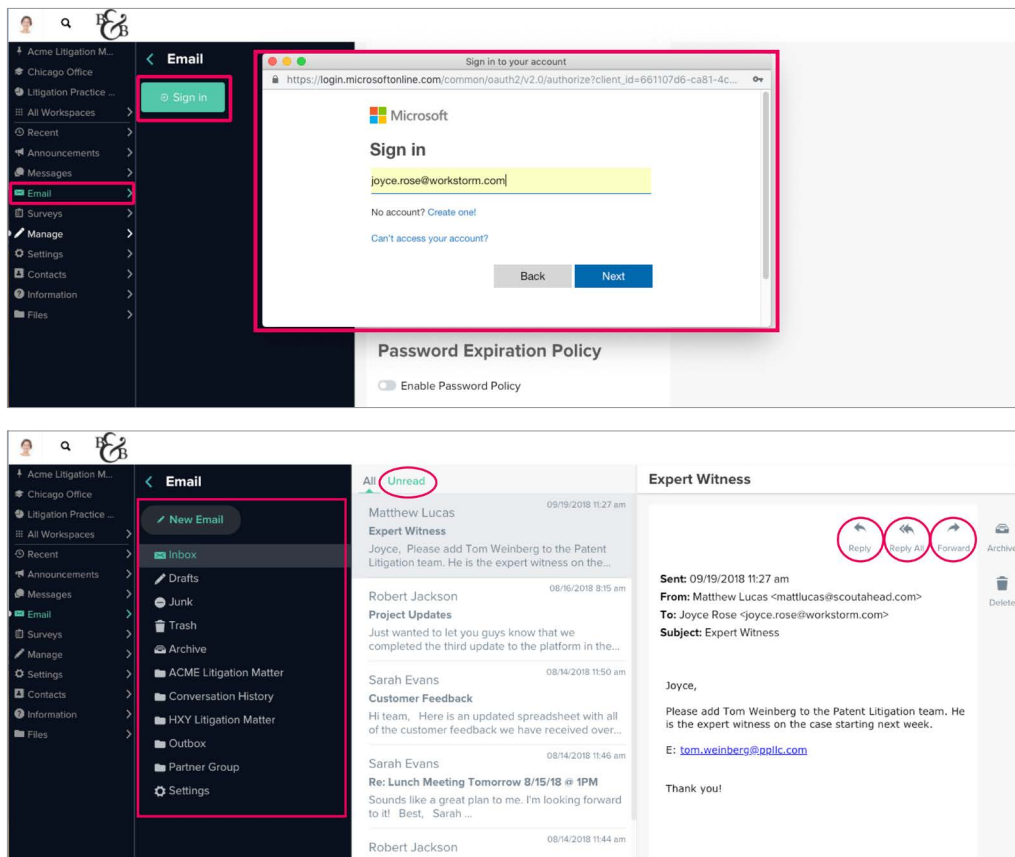 B&B
Acme Litigation M...
Chicago Office
Litigation Practice ...
All Workspaces
Recent
Announcements
Messages
Email
Surveys
Manage
Settings
Contacts
Information
Files
Email
Sign in
Sign in to your account
https://login.microsoftonline.com/common/oauth2/v2.0/authorize?client_id=661107d6-ca81-4c...
Microsoft
Sign in
joyce.rose@workstorm.com
No account? Create one!
Can't access your account?
Back Next
Password Expiration Policy
Enable Password Policy
B&B
Acme Litigation M...
Chicago Office
Litigation Practice ...
All Workspaces
Recent
Announcements
Messages
Email
Surveys
Manage
Settings
Contacts
Information
Files
Email
New Email
Inbox
Drafts
Junk
Trash
Archive
ACME Litigation Matter
Conversation History
HXY Litigation Matter
Outbox
Partner Group
Settings
All Unread
Matthew Lucas 09/19/2018 11:27 am
Expert Witness
Joyce, Please add Tom Weinberg to the Patent
Litigation team. He is the expert witness on the...
Robert Jackson 08/16/2018 8:15 am
Project Updates
Just wanted to let you guys know that we
completed the third update to the platform in the...
Sarah Evans 08/14/2018 11:50 am
Customer Feedback
Hi team, Here is an updated spreadsheet with all
of the customer feedback we have received over...
Sarah Evans 08/14/2018 11:46 am
Re: Lunch Meeting Tomorrow 8/15/18 @ 1PM
Sounds like a great plan to me. I'm looking forward
to it! Best, Sarah ...
Robert Jackson 08/14/2018 11:44 am
Expert Witness
Reply Reply All Forward Archive
Delete
Sent: 09/19/2018 11:27 am
From: Matthew Lucas <mattlucas@scoutahead.com>
To: Joyce Rose <joyce.rose@workstorm.com>
Subject: Expert Witness
Joyce,
Please add Tom Weinberg to the Patent Litigation team. He
is the expert witness on the case starting next week.
E: tom.weinberg@ppllc.com
Thank you!